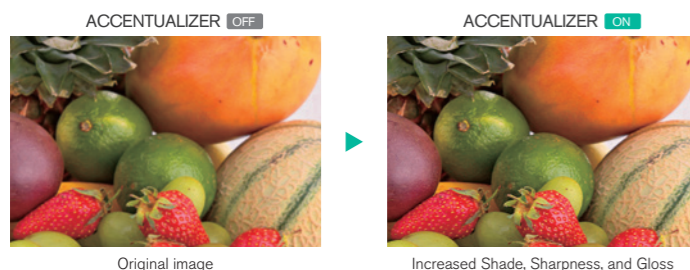 ACCENTUALIZER OFF
ACCENTUALIZER ON
Original image
Increased Shade, Sharpness, and Gloss